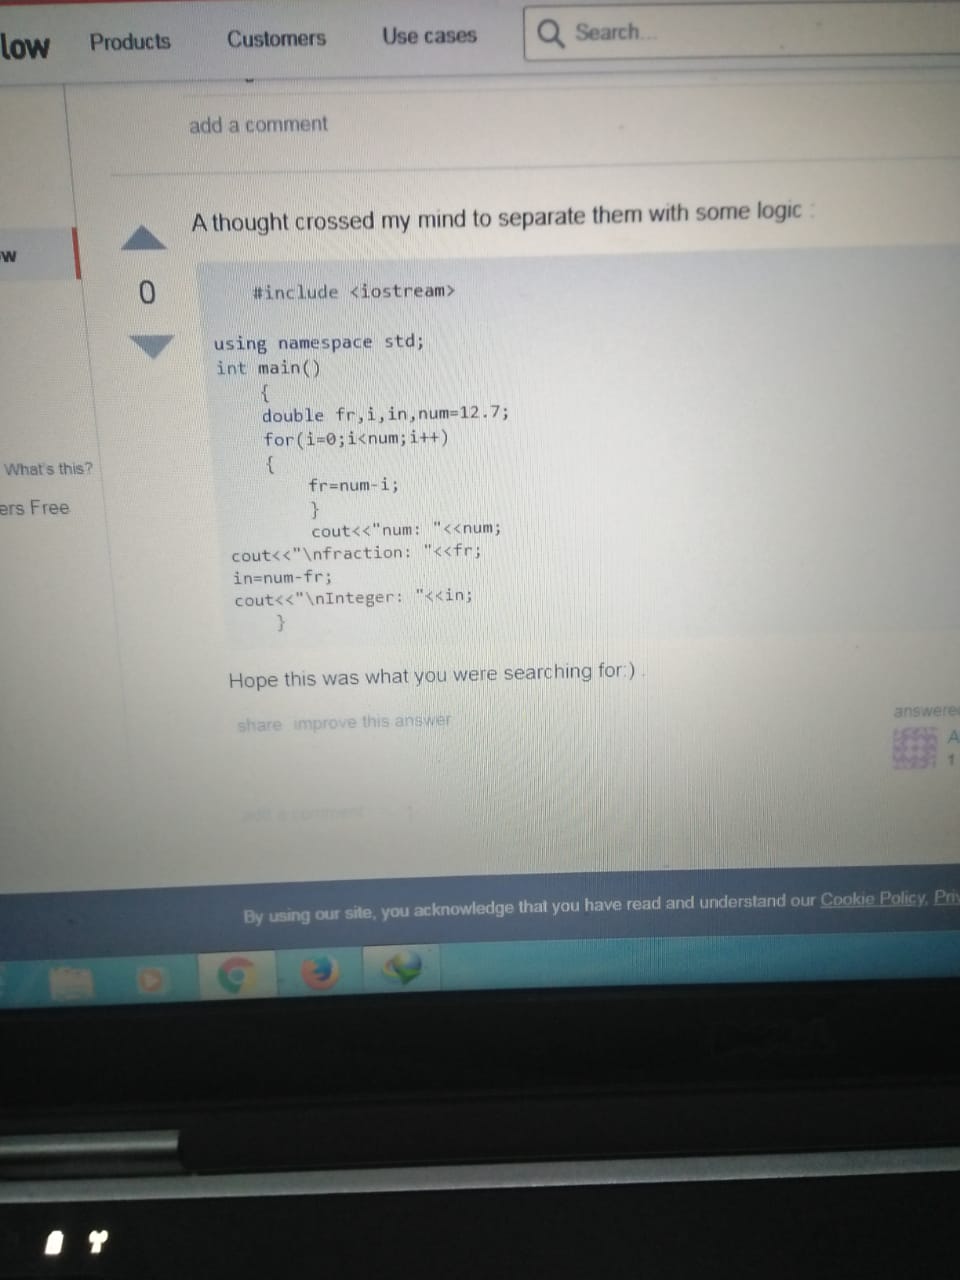 low Products Customers Use cases Search...
add a comment
A thought crossed my mind to separate them with some logic :
w
0
#include <iostream>
using namespace std;
int main()
{
double fr,i,in,num=12.7;
for(i=0;i<num;i++)
{
What's this?
fr=num-i;
ers Free
}
cout<<"num: "<<num;
cout<<"\nfraction: "<<fr;
in=num-fr;
cout<<"\nInteger: "<<in;
}
Hope this was what you were searching for:) .
share improve this answer
answered
A
1
add a comment
By using our site, you acknowledge that you have read and understand our Cookie Policy, Priv